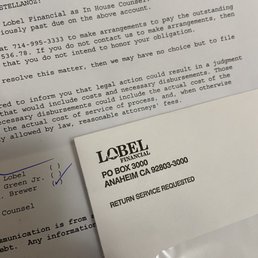 STELLANOZ:
Lobel Financial as In House Counsel.
iously past due on the above account.
at 714-995-3333 to make arrangements to pay the outstanding
536.78. If you do not contact us to make arrangements, then
that you do not intend to honor your obligation.
resolve this matter, then we may have no choice but to file
red to inform you that legal action could result in a judgment
that would include costs and necessary disbursements. Those
ecessary disbursements could include the actual cost of the
the actual cost of service of process, and, when otherwise
y allowed by law, reasonable attorneys' fees.
Lobel ( )
Green Jr. ( )
. Brewer
Counsel
mmunication is from
ebt. Any information
LOBEL
FINANCIAL
PO BOX 3000
ANAHEIM CA 92803-3000
RETURN SERVICE REQUESTED